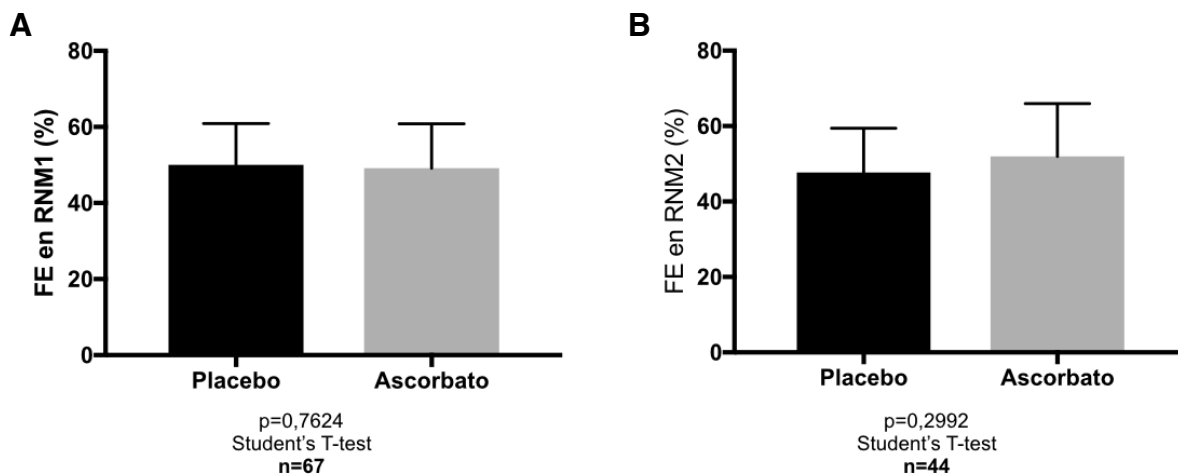 A
FE en RNM1 (%)
80
60
40
20
0
Placebo Ascorbato
p=0,7624
Student’s T-test
n=67
B
FE en RNM2 (%)
80
60
40
20
0
Placebo Ascorbato
p=0,2992
Student’s T-test
n=44